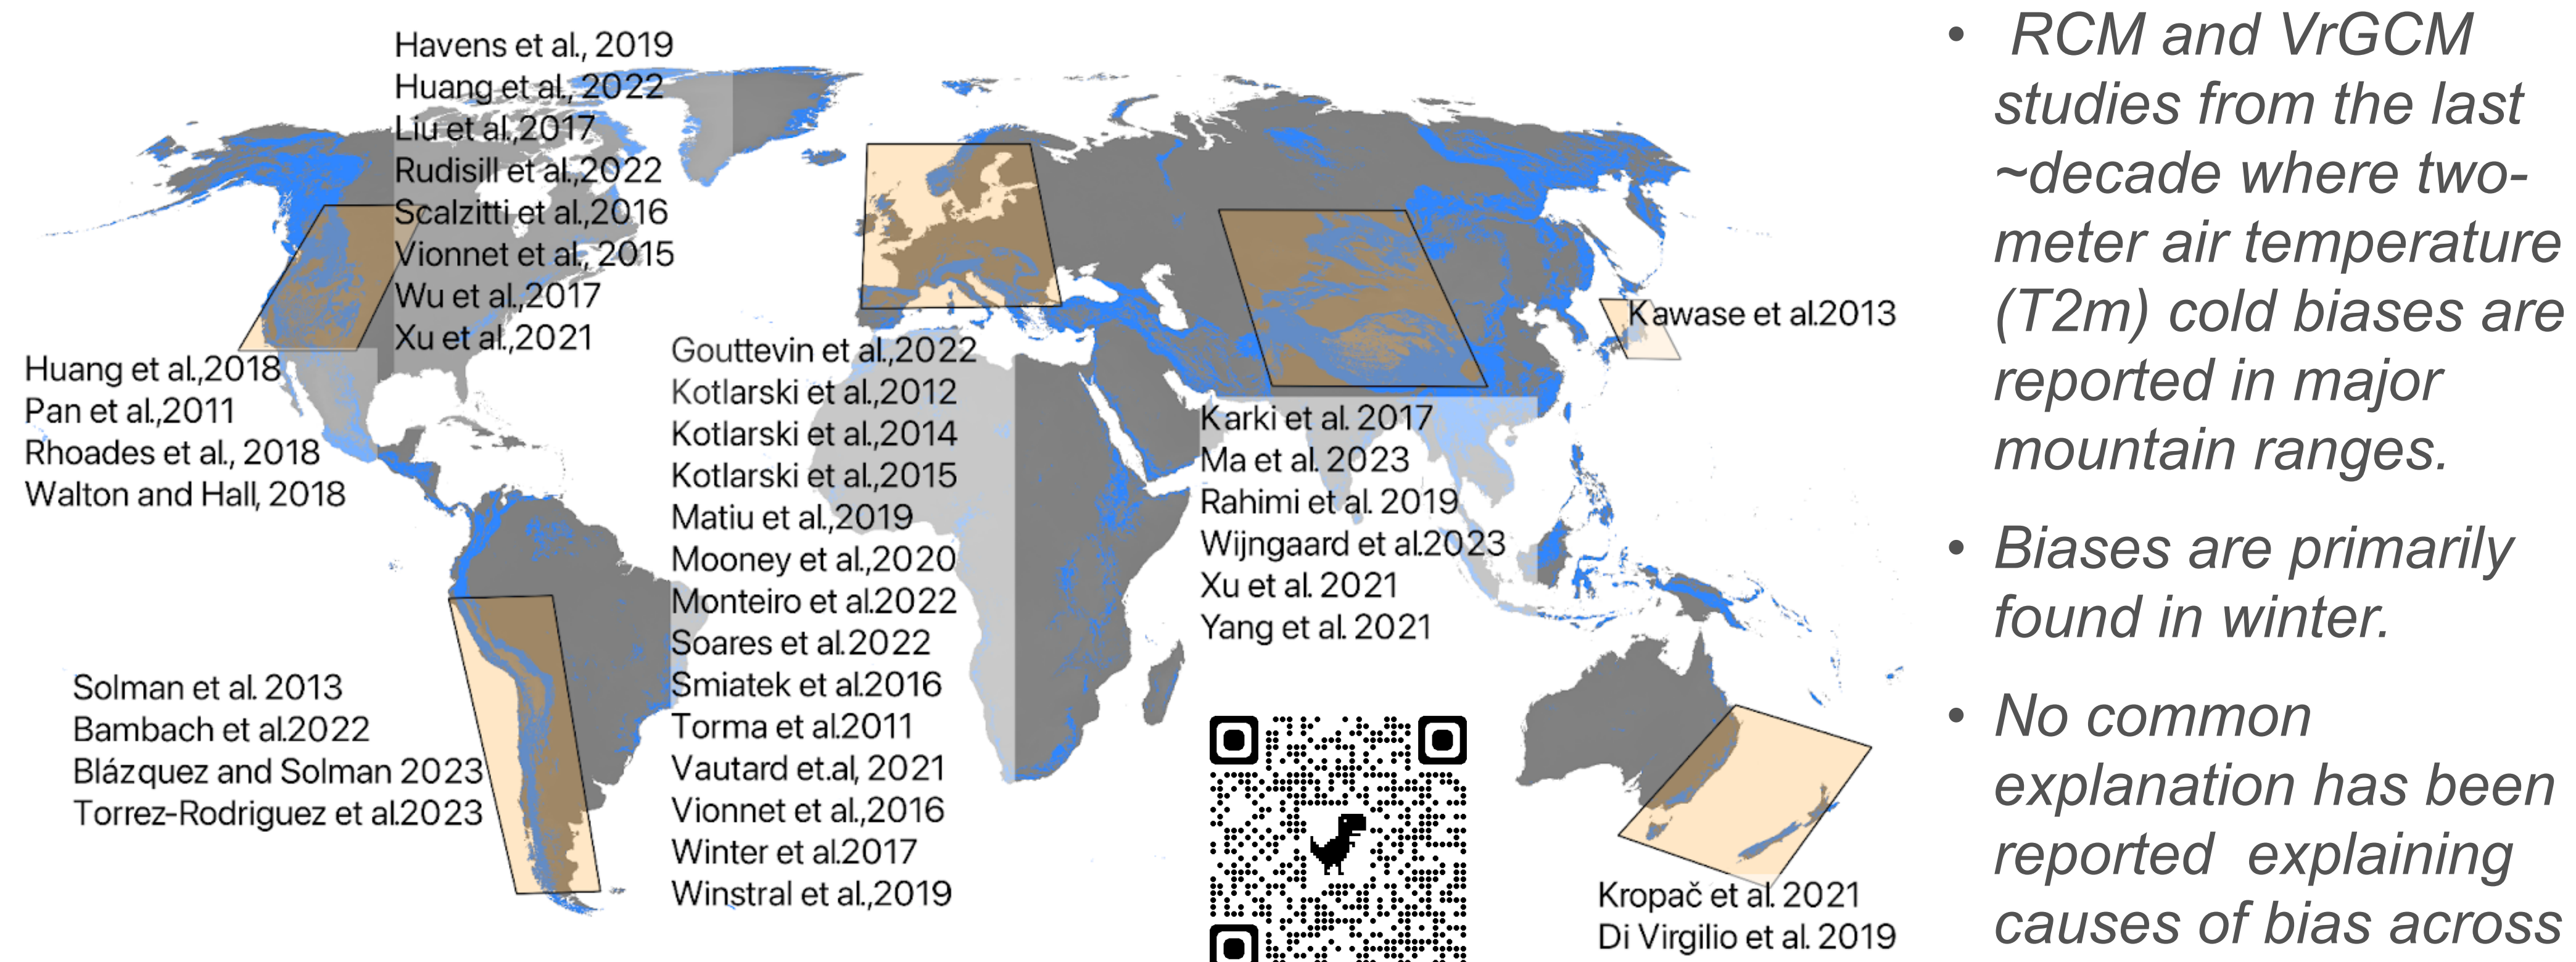 Havens et al., 2019
Huang et al., 2022
Liu et al,2017
Rudisill et al.,2022
Scalzitti et al.,2016
Vionnet et al., 2015
Wu et al.,2017
Xu et al.,2021
Huang et al.,2018
Pan et al.,2011
Rhoades et al., 2018
Walton and Hall, 2018
Solman et al. 2013
Bambach et al.2022
Blázquez and Solman 2023
Torrez-Rodriguez et al.2023
Gouttevin et al.,2022
Kotlarski et al.,2012
Kotlarski et al.,2014
Kotlarski et al.,2015
Matiu et al.,2019
Mooney et al.,2020
Monteiro et al.2022
Soares et al.2022
Smiatek et al.2016
Torma et al.2011
Vautard et.al, 2021
Vionnet et al.,2016
Winter et al.2017
Winstral et al.,2019
Karki et al. 2017
Ma et al. 2023
Rahimi et al. 2019
Wijngaard et al.2023
Xu et al. 2021
Yang et al. 2021
Kawase et al.2013
Kropač et al. 2021
Di Virgilio et al. 2019
• RCM and VrGCM
studies from the last
~decade where two-
meter air temperature
(T2m) cold biases are
reported in major
mountain ranges.
• Biases are primarily
found in winter.
• No common
explanation has been
reported explaining
causes of bias across